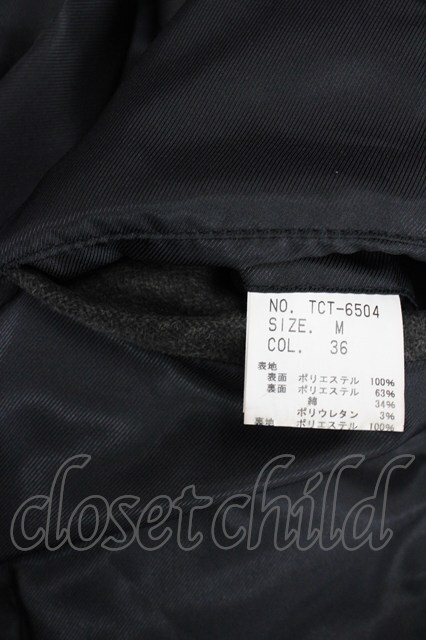 NO. TCT-6504
SIZE. M
COL. 36
表地
表面 ポリエステル 100%
裏面 ポリエステル 63%
綿 34%
ポリウレタン 3%
裏地 ポリエステル 100%
closet child